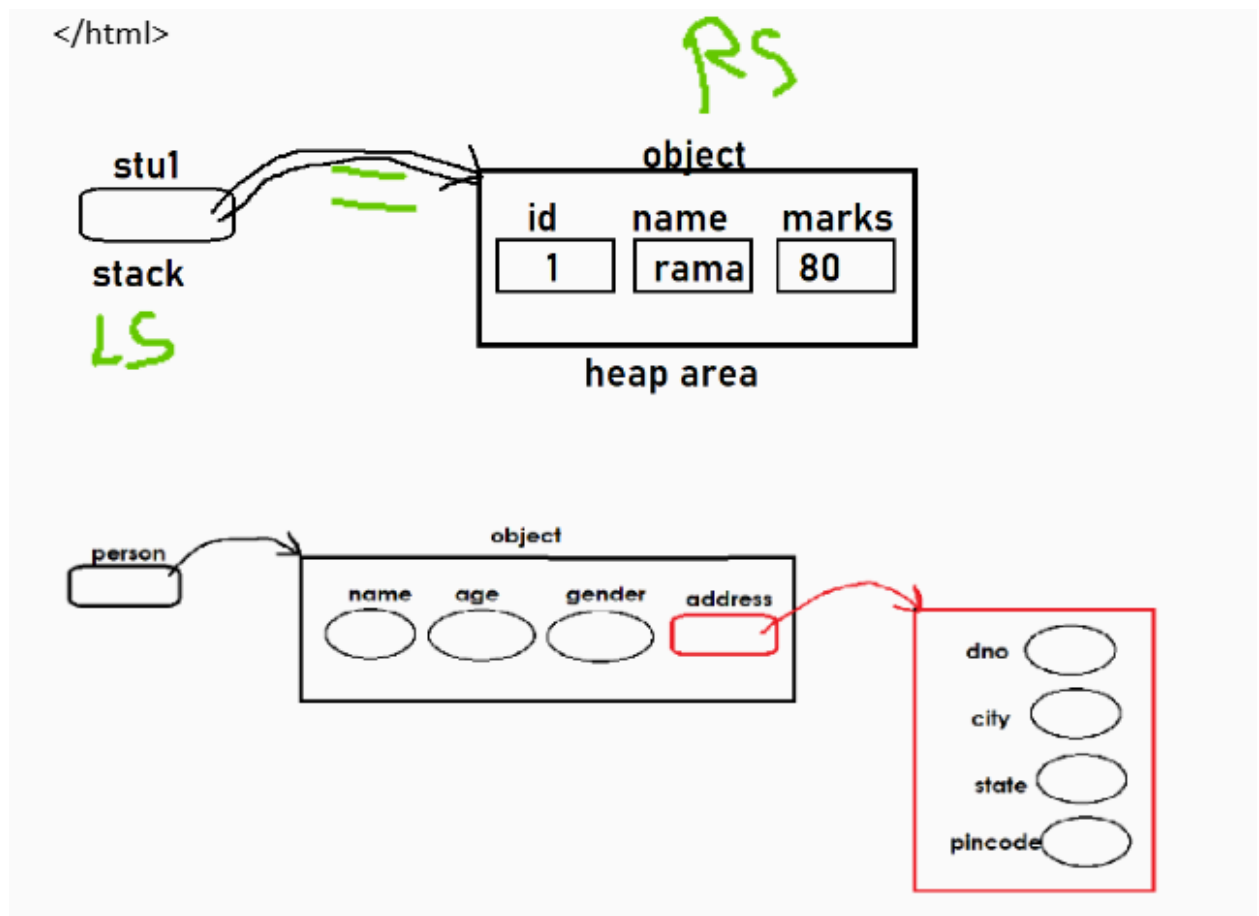 </html>
RS
stu1
object
id name marks
1 rama 80
stack
LS
heap area
object
person
name age gender address
dno
city
state
pincode